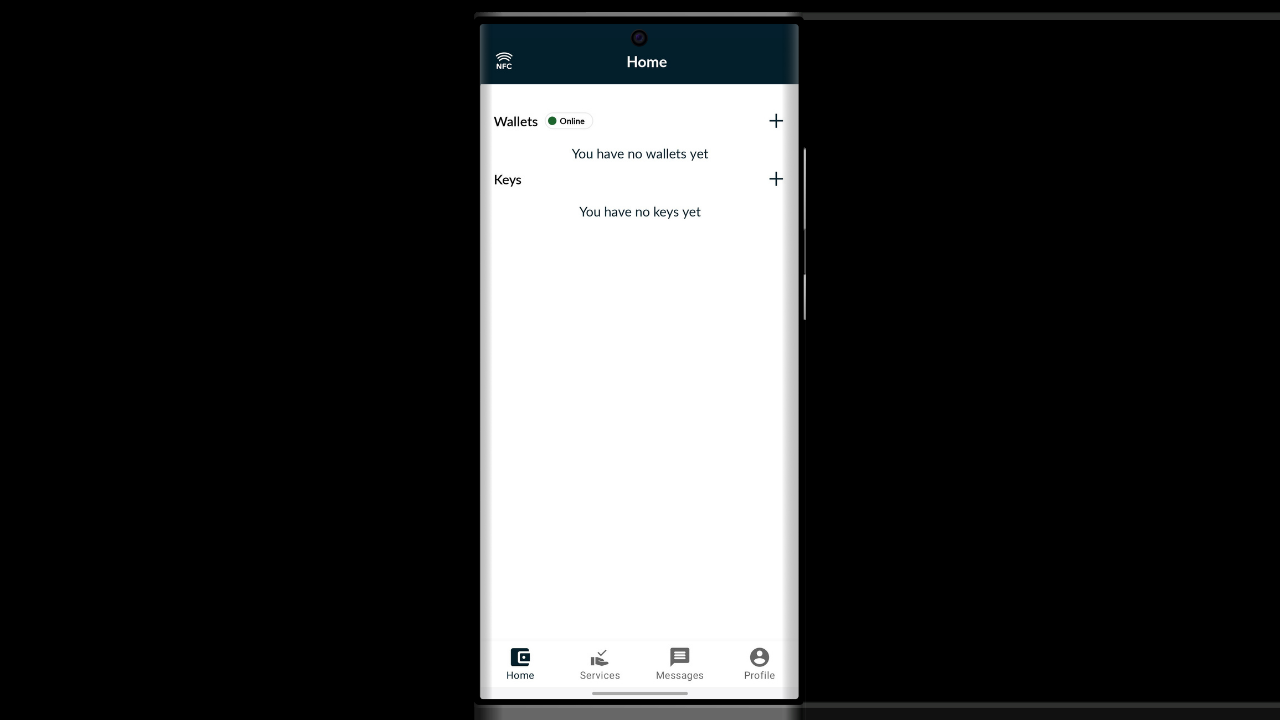 NFC
Home
Wallets
Online
You have no wallets yet
Keys
You have no keys yet
Home
Services
Messages
Profile